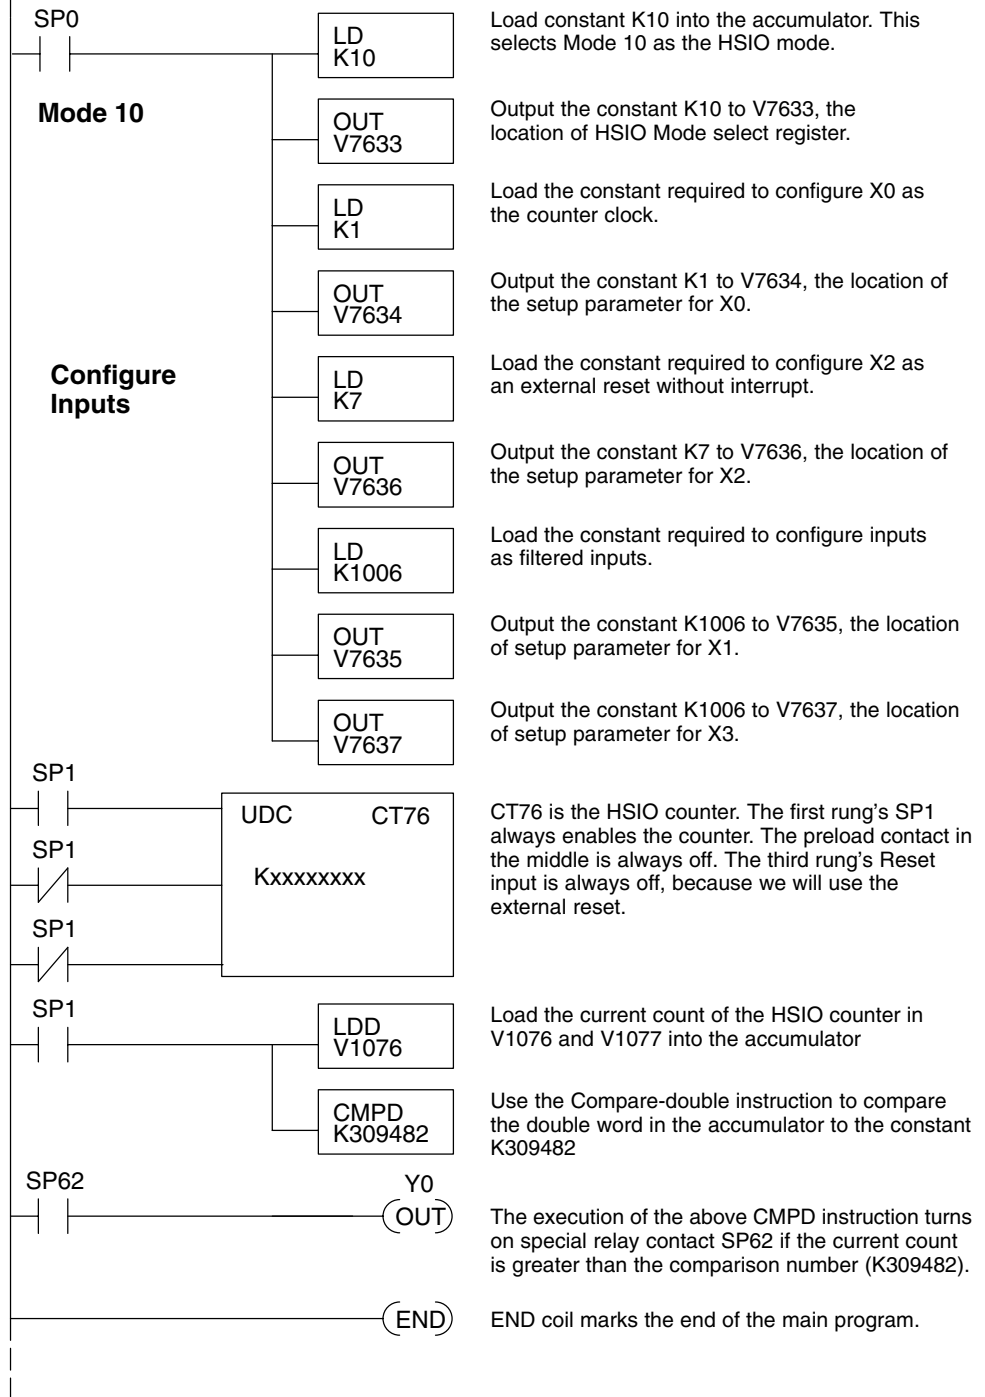 SP0
LD
K10
Load constant K10 into the accumulator. This
selects Mode 10 as the HSIO mode.
Mode 10
OUT
V7633
Output the constant K10 to V7633, the
location of HSIO Mode select register.
LD
K1
Load the constant required to configure X0 as
the counter clock.
OUT
V7634
Output the constant K1 to V7634, the location of
the setup parameter for X0.
Configure
Inputs
LD
K7
Load the constant required to configure X2 as
an external reset without interrupt.
OUT
V7636
Output the constant K7 to V7636, the location of
the setup parameter for X2.
LD
K1006
Load the constant required to configure inputs
as filtered inputs.
OUT
V7635
Output the constant K1006 to V7635, the location
of setup parameter for X1.
OUT
V7637
Output the constant K1006 to V7637, the location
of setup parameter for X3.
SP1
SP1
SP1
UDC CT76
Kxxxxxxxx
CT76 is the HSIO counter. The first rung's SP1
always enables the counter. The preload contact in
the middle is always off. The third rung's Reset
input is always off, because we will use the
external reset.
SP1
LDD
V1076
Load the current count of the HSIO counter in
V1076 and V1077 into the accumulator
CMPD
K309482
Use the Compare-double instruction to compare
the double word in the accumulator to the constant
K309482
SP62
Y0
OUT
The execution of the above CMPD instruction turns
on special relay contact SP62 if the current count
is greater than the comparison number (K309482).
END
END coil marks the end of the main program.